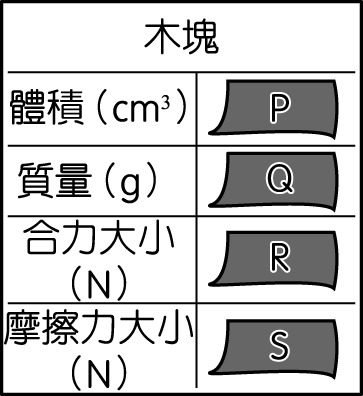 木塊
體積（cm³） P
質量（g） Q
合力大小
（N） R
摩擦力大小
（N） S